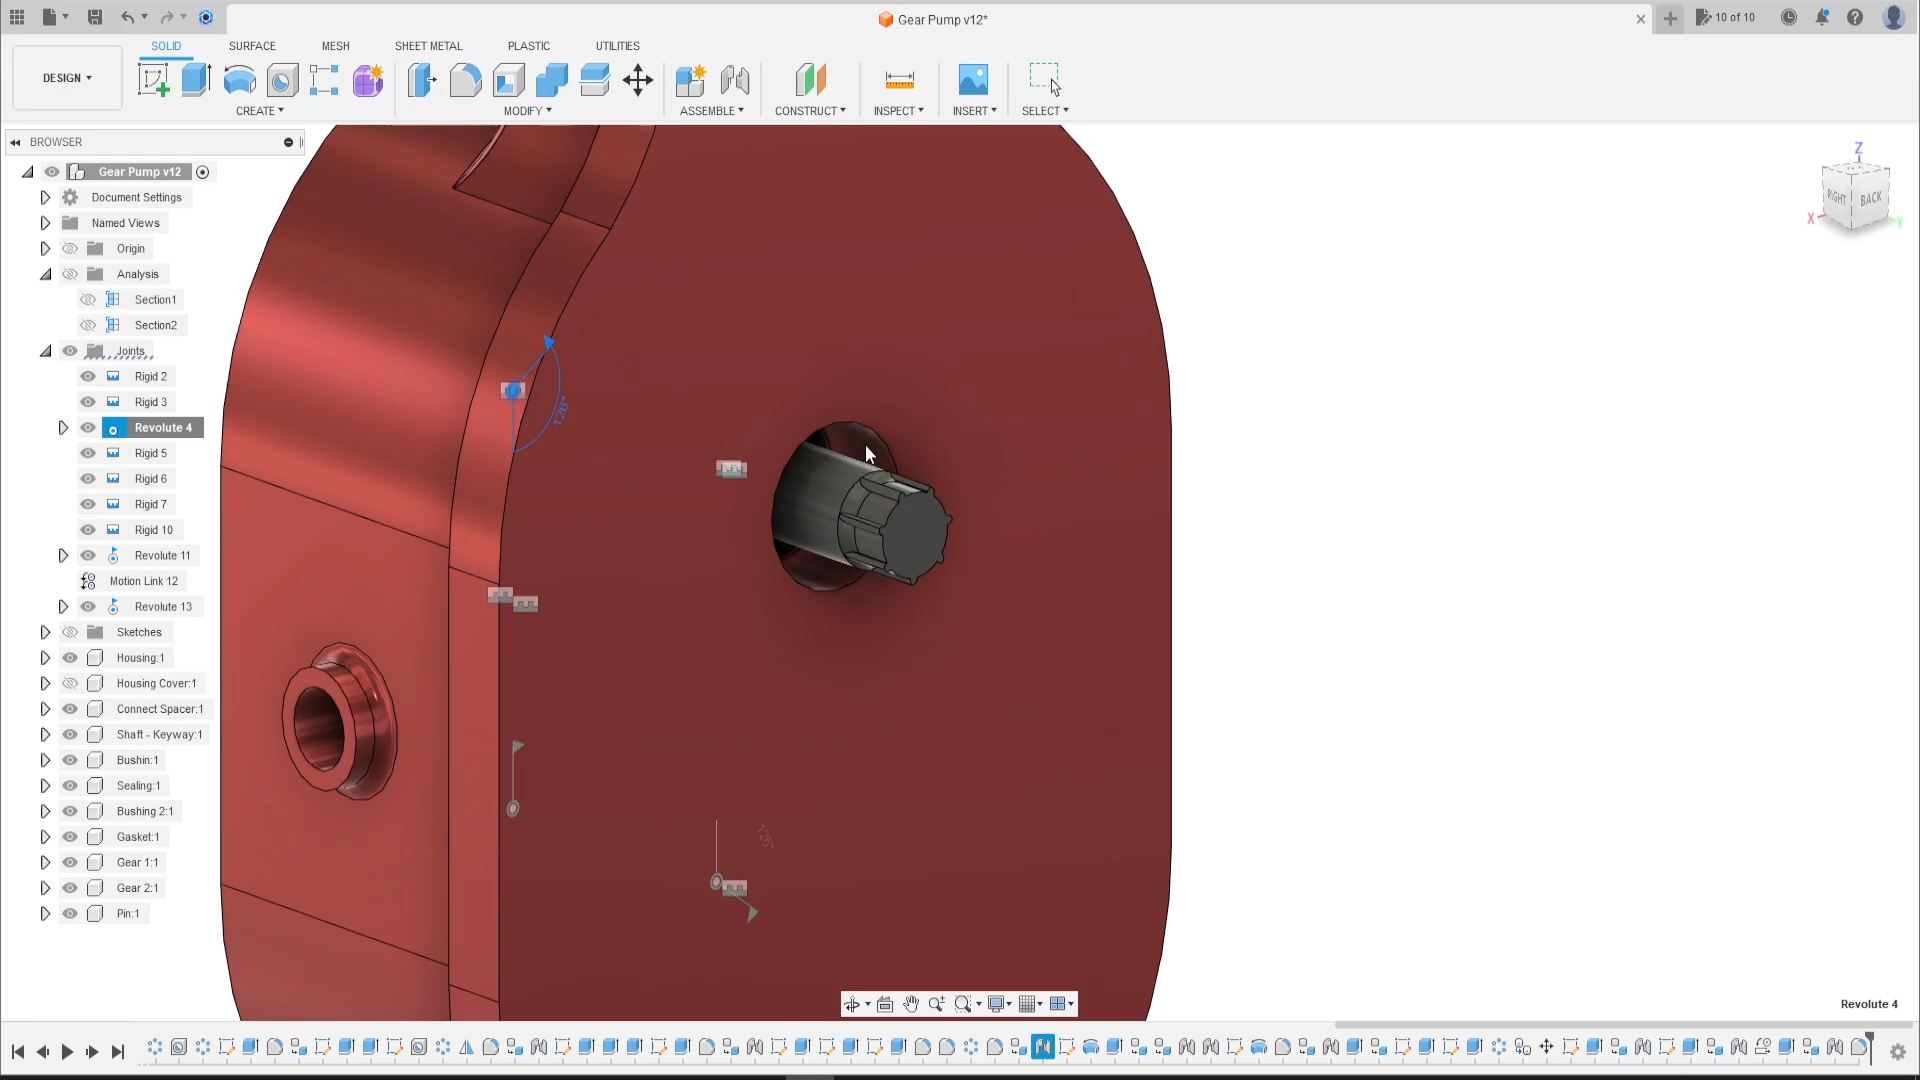 Gear Pump v12*
10 of 10
SOLID
SURFACE
MESH
SHEET METAL
PLASTIC
UTILITIES
DESIGN
CREATE
MODIFY
ASSEMBLE
CONSTRUCT
INSPECT
INSERT
SELECT
BROWSER
Gear Pump v12
Document Settings
Named Views
Origin
Analysis
Section1
Section2
Joints
Rigid 2
Rigid 3
Revolute 4
Rigid 5
Rigid 6
Rigid 7
Rigid 10
Revolute 11
Motion Link 12
Revolute 13
Sketches
Housing:1
Housing Cover:1
Connect Spacer:1
Shaft - Keyway:1
Bushin:1
Sealing:1
Bushing 2:1
Gasket:1
Gear 1:1
Gear 2:1
Pin:1
126°
126°
Z
RIGHT
BACK
X
Y
Revolute 4